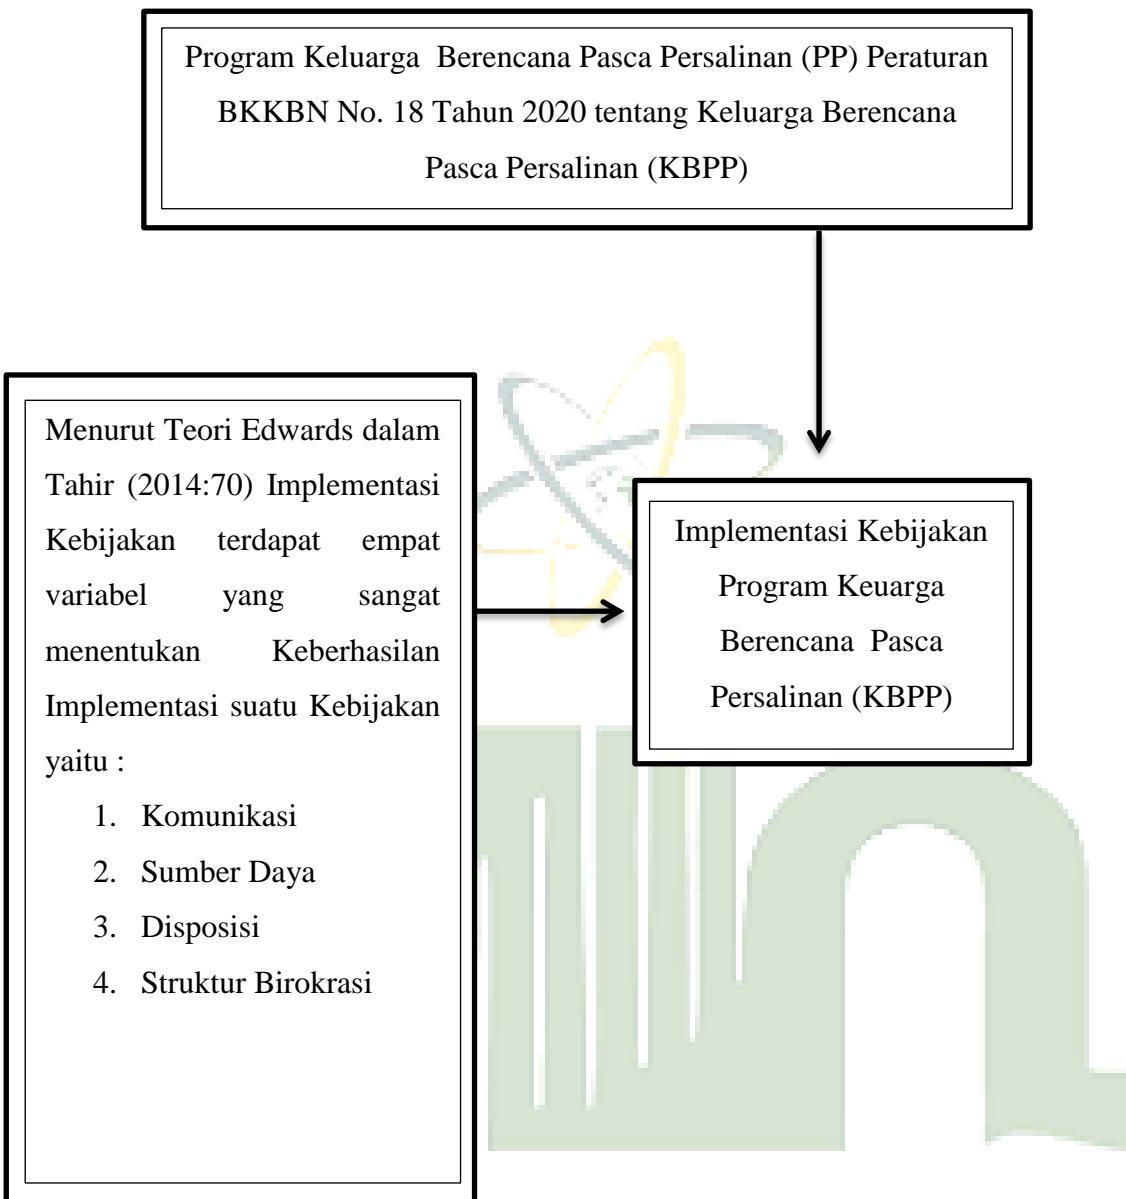 Program Keluarga Berencana Pasca Persalinan (PP) Peraturan
BKKBN No. 18 Tahun 2020 tentang Keluarga Berencana
Pasca Persalinan (KBPP)
Menurut Teori Edwards dalam
Tahir (2014:70) Implementasi
Kebijakan terdapat empat
variabel yang sangat
menentukan Keberhasilan
Implementasi suatu Kebijakan
yaitu :
1. Komunikasi
2. Sumber Daya
3. Disposisi
4. Struktur Birokrasi
Implementasi Kebijakan
Program Keuarga
Berencana Pasca
Persalinan (KBPP)